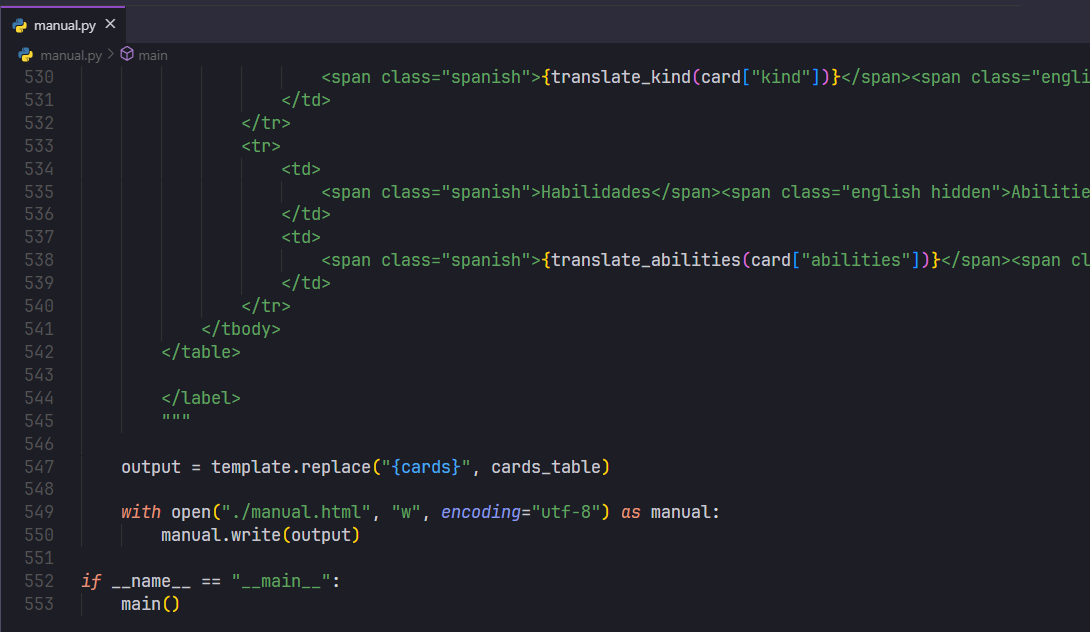 manual.py ×
manual.py > main
530 <span class="spanish">{translate_kind(card["kind"])}</span><span class="engli
531 </td>
532 </tr>
533 <tr>
534 <td>
535 <span class="spanish">Habilidades</span><span class="english hidden">Abilitie
536 </td>
537 <td>
538 <span class="spanish">{translate_abilities(card["abilities"])}</span><span cl
539 </td>
540 </tr>
541 </tbody>
542 </table>
543
544 </label>
545 """
546
547 output = template.replace("{cards}", cards_table)
548
549 with open("./manual.html", "w", encoding="utf-8") as manual:
550 manual.write(output)
551
552 if __name__ == "__main__":
553 main()